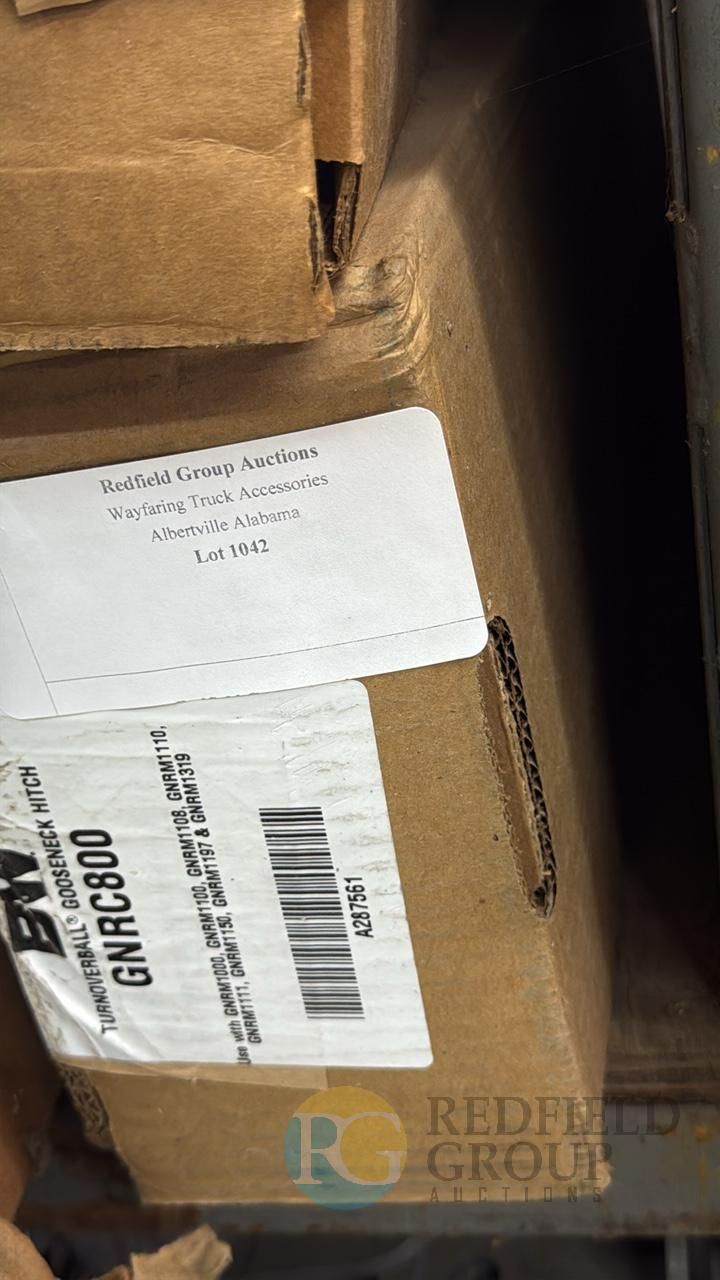 Redfield Group Auctions
Wayfaring Truck Accessories
Albertville Alabama
Lot 1042
B&W
TURNOVERBALL® GOOSENECK HITCH
GNRC800
Use with GNRM1000, GNRM1100, GNRM1108, GNRM1110,
GNRM1111, GNRM1150, GNRM1197 & GNRM1319
A287561
RG
REDFIELD
GROUP
AUCTIONS